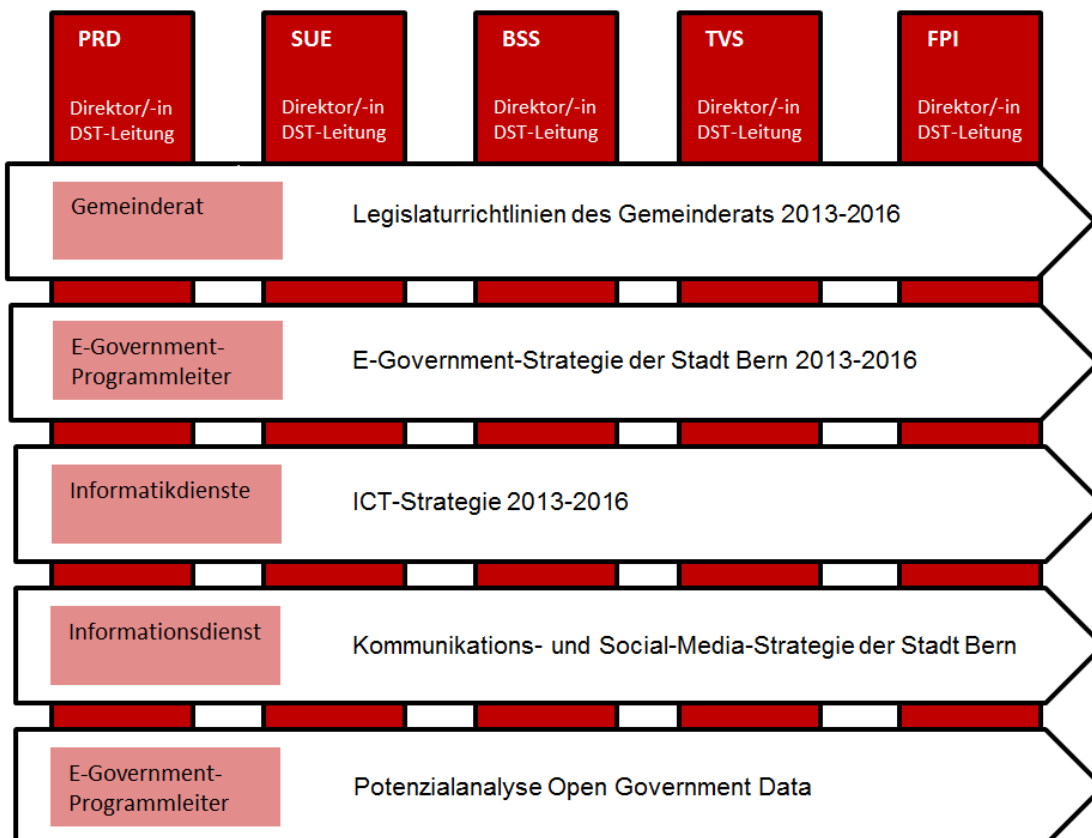 PRD
Direktor/-in
DST-Leitung
SUE
Direktor/-in
DST-Leitung
BSS
Direktor/-in
DST-Leitung
TVS
Direktor/-in
DST-Leitung
FPI
Direktor/-in
DST-Leitung
Gemeinderat
Legislaturrichtlinien des Gemeinderats 2013-2016
E-Government-
Programmleiter
E-Government-Strategie der Stadt Bern 2013-2016
Informatikdienste
ICT-Strategie 2013-2016
Informationsdienst
Kommunikations- und Social-Media-Strategie der Stadt Bern
E-Government-
Programmleiter
Potenzialanalyse Open Government Data